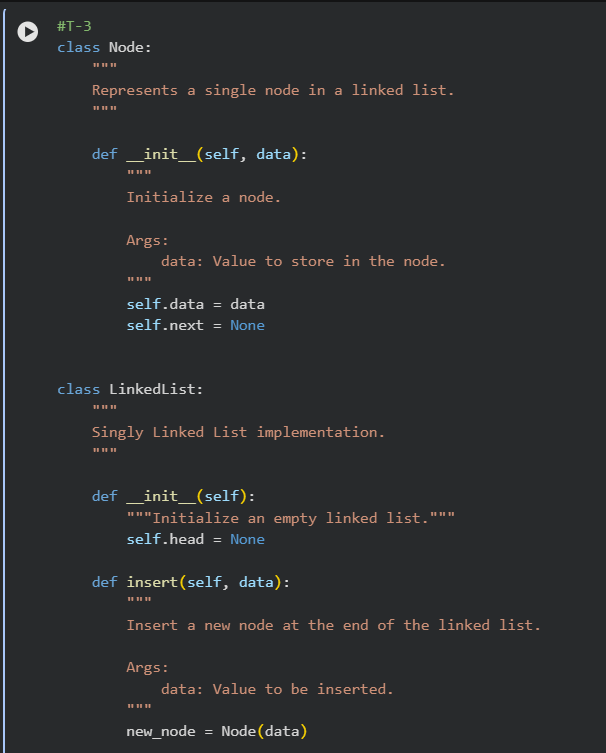 #T-3
class Node:
    """
    Represents a single node in a linked list.
    """

    def __init__(self, data):
        """
        Initialize a node.

        Args:
            data: Value to store in the node.
        """
        self.data = data
        self.next = None


class LinkedList:
    """
    Singly Linked List implementation.
    """

    def __init__(self):
        """Initialize an empty linked list."""
        self.head = None

    def insert(self, data):
        """
        Insert a new node at the end of the linked list.

        Args:
            data: Value to be inserted.
        """
        new_node = Node(data)